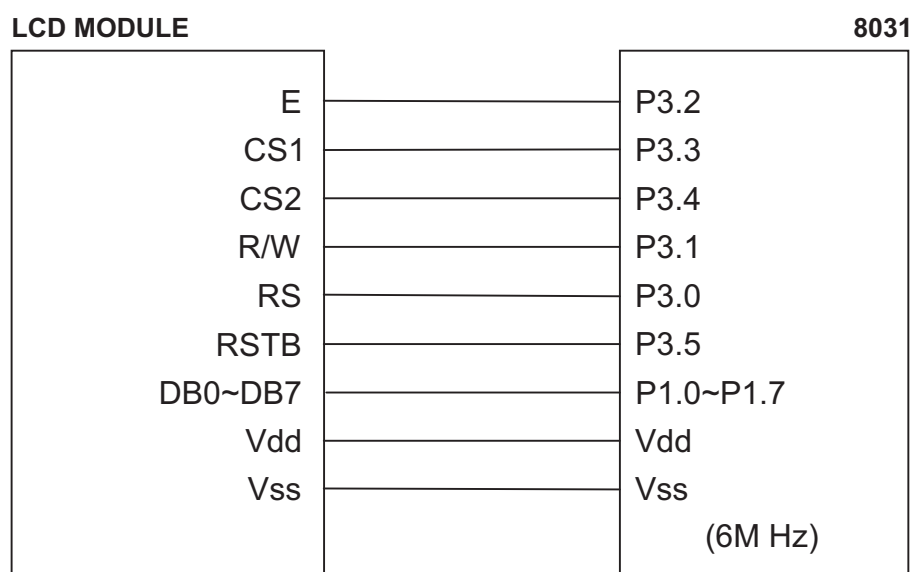 LCD MODULE 8031
E P3.2
CS1 P3.3
CS2 P3.4
R/W P3.1
RS P3.0
RSTB P3.5
DB0~DB7 P1.0~P1.7
Vdd Vdd
Vss Vss
(6M Hz)